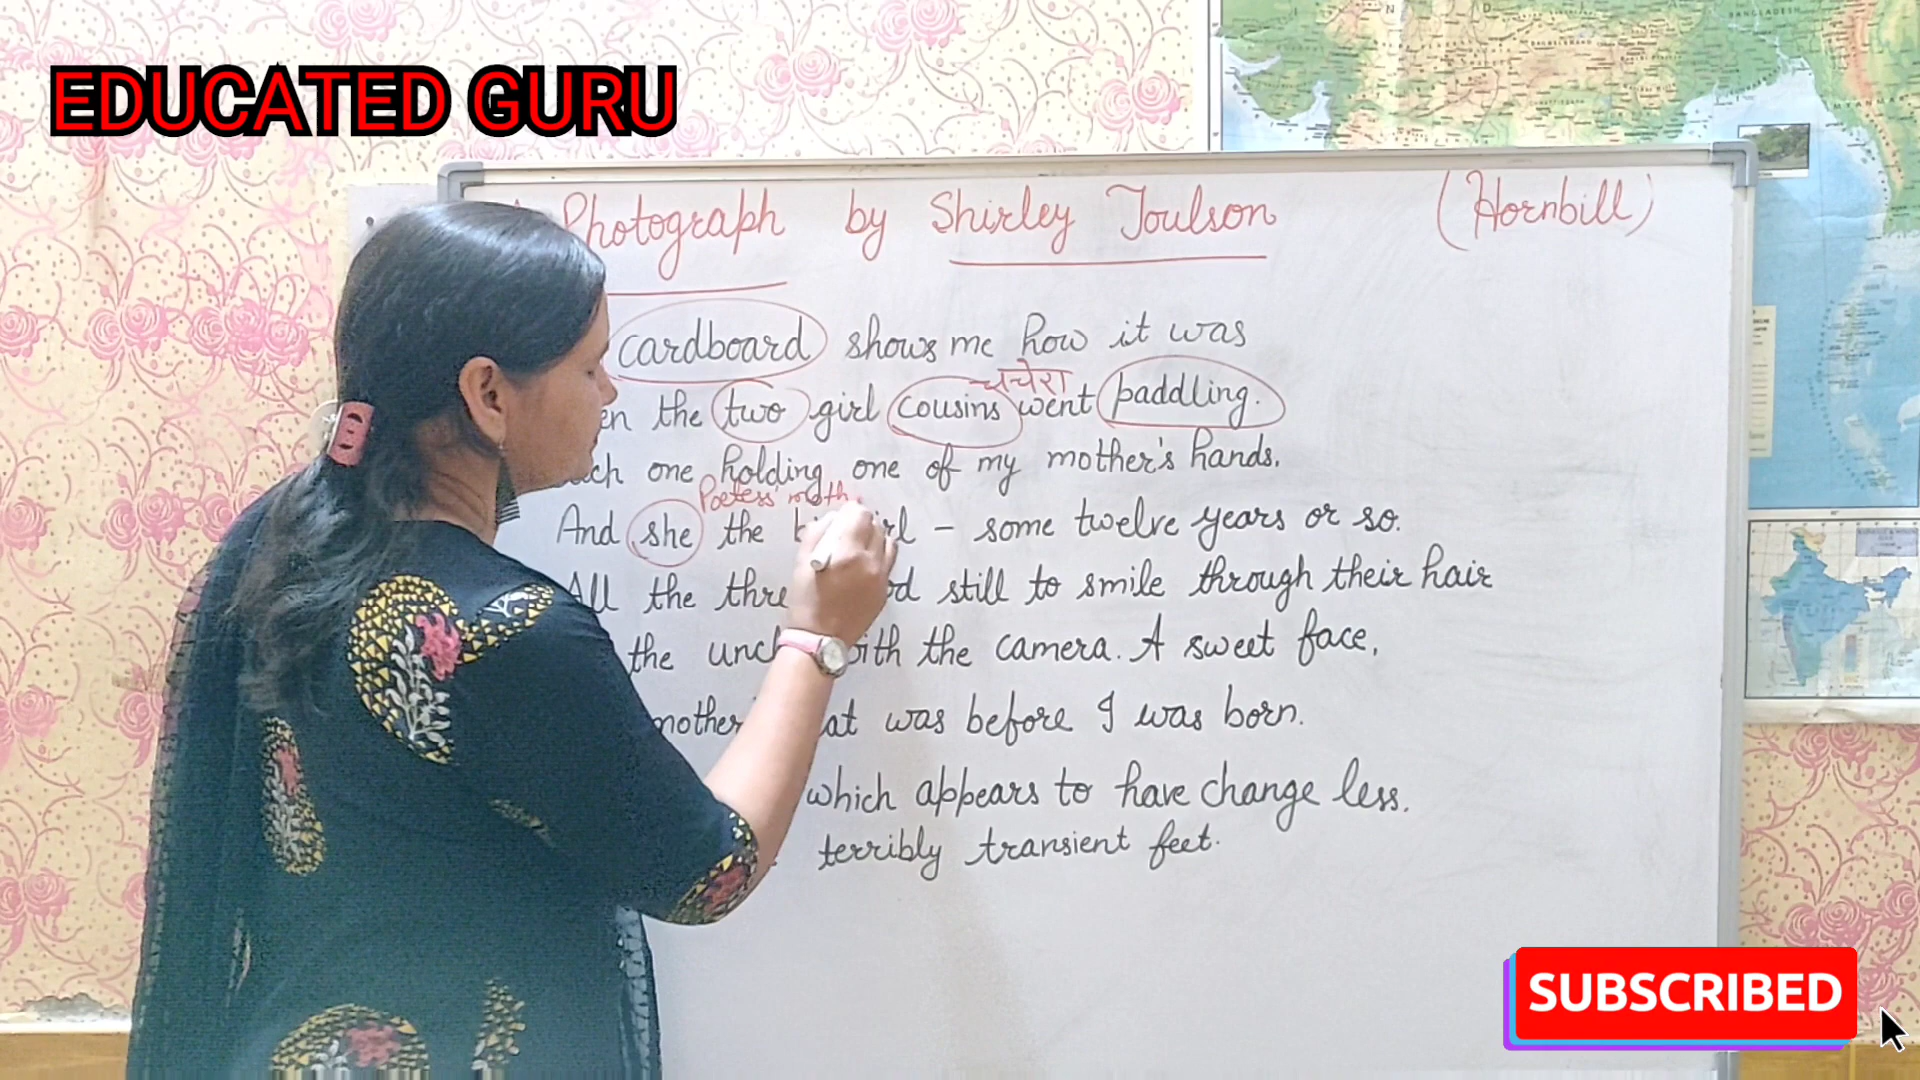 EDUCATED GURU
Photograph by Shirley Toulson (Hornbill)
cardboard shows me how it was
चचेरा
the two girl cousins went paddling.
one holding one of my mother's hands.
Poetess moth
And she the - some twelve years or so.
All the still to smile through their hair
the with the camera. A sweet face,
was before I was born.
which appears to have change less.
terribly transient feet.
SUBSCRIBED